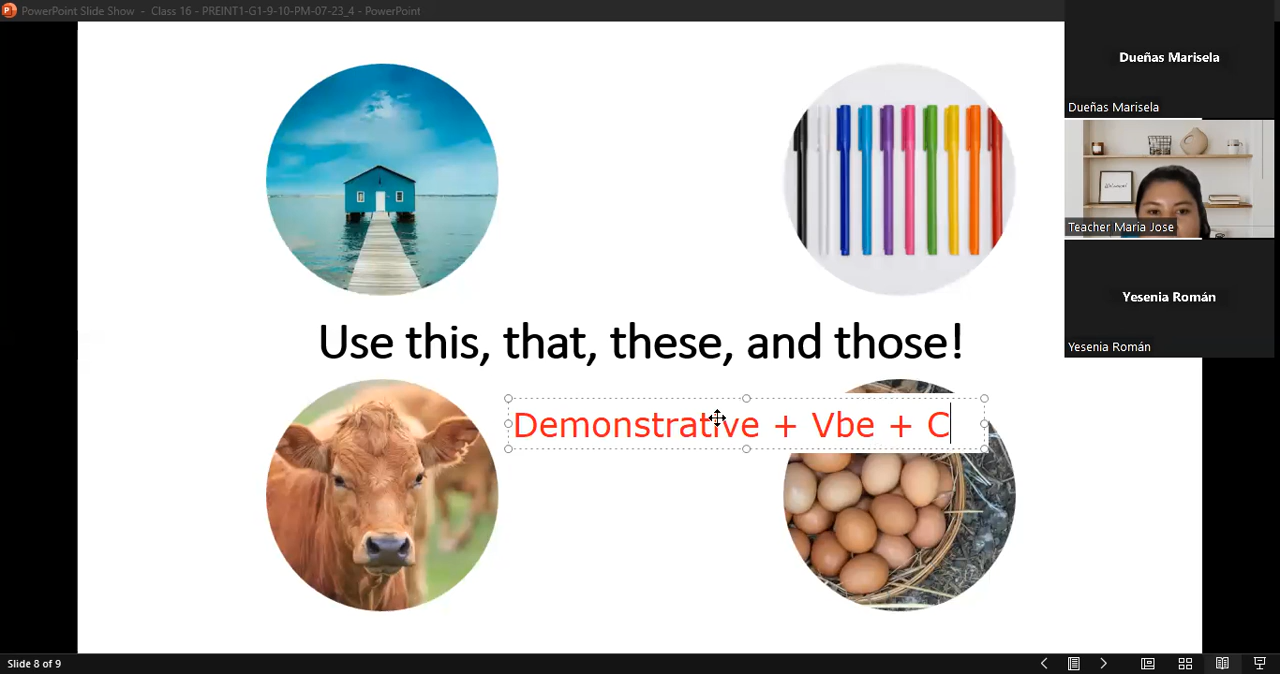 PowerPoint Slide Show - Class 16 - PREINT1-G1-9-10-PM-07-23_4 - PowerPoint
Dueñas Marisela
Dueñas Marisela
Teacher Maria Jose
Yesenia Román
Yesenia Román
Use this, that, these, and those!
Demonstrative + Vbe + C
Slide 8 of 9